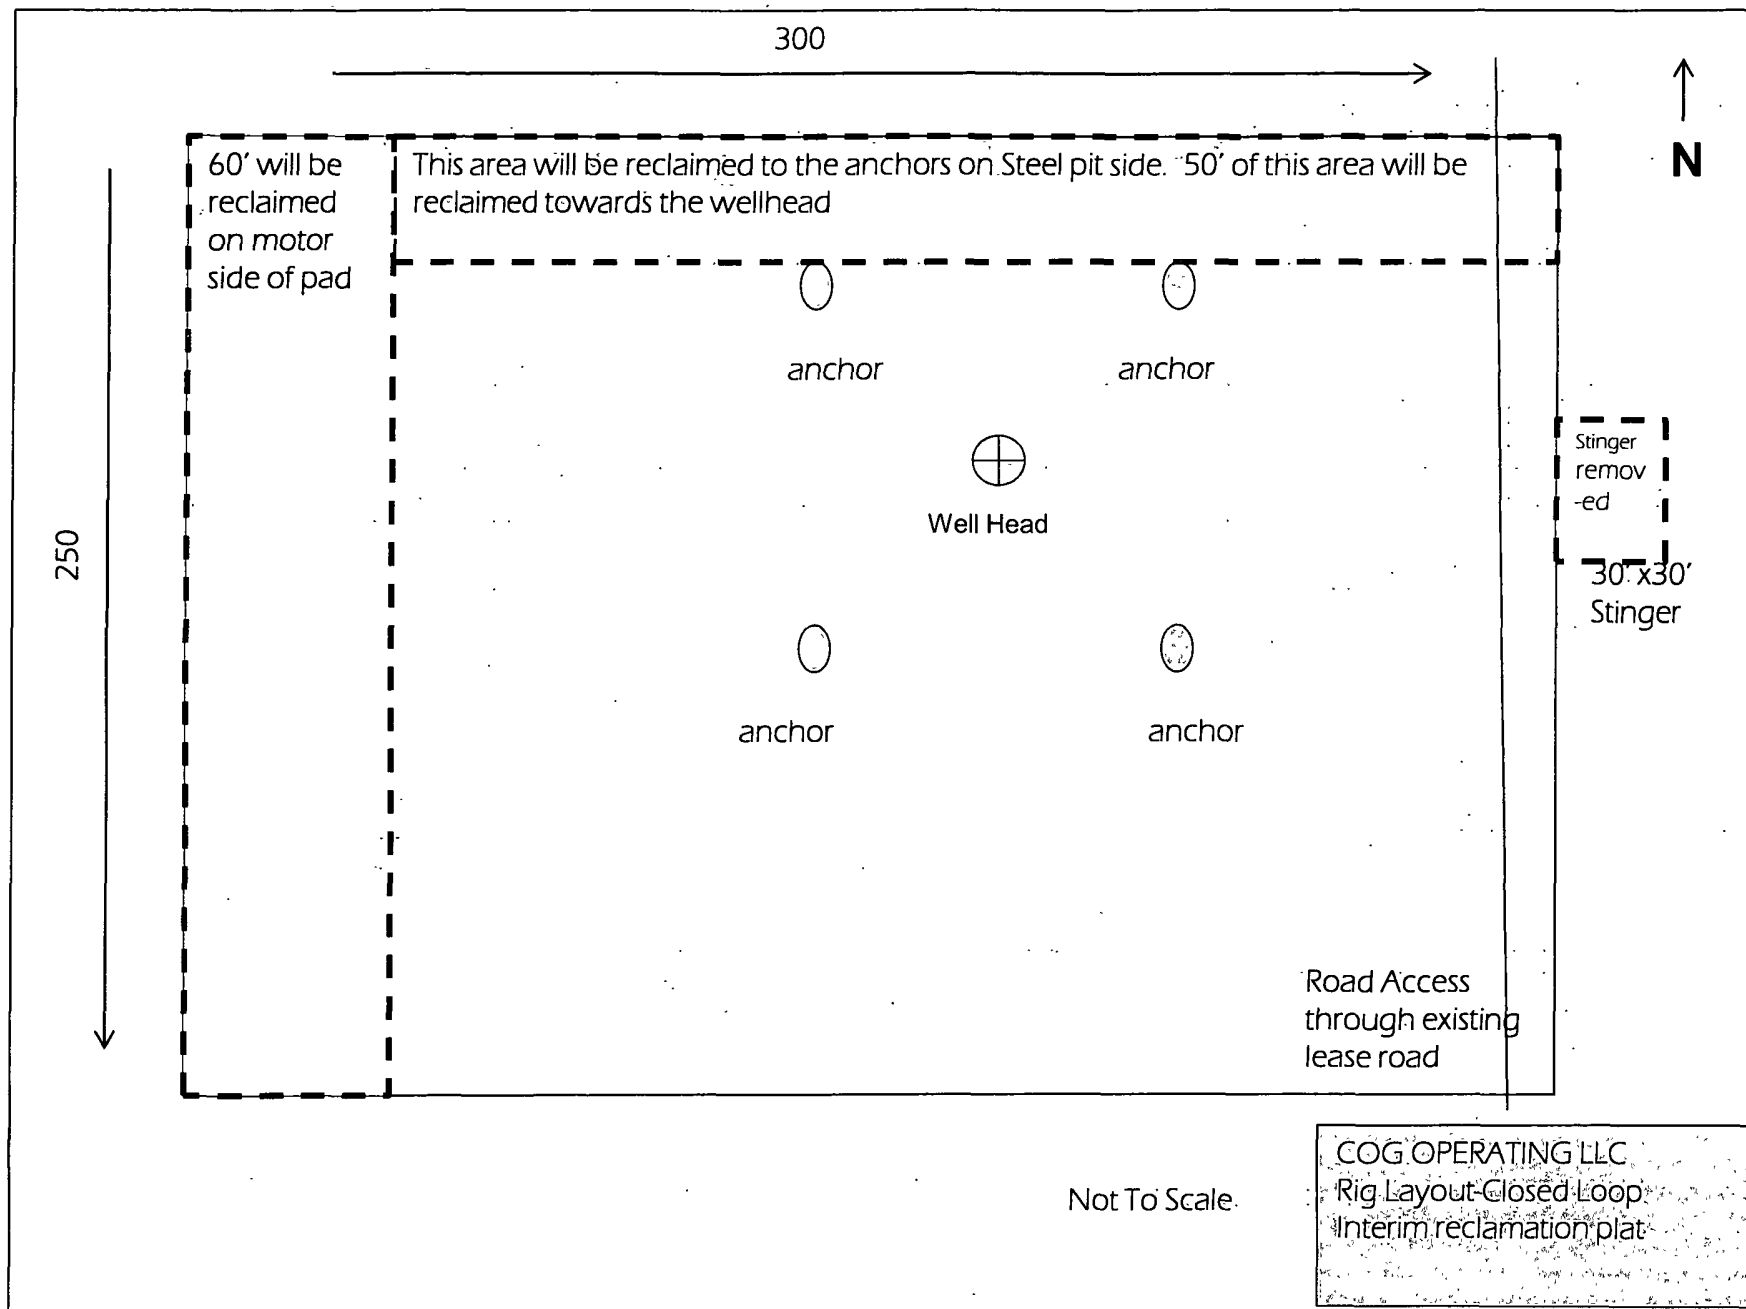 300
N
60' will be
reclaimed
on motor
side of pad
This area will be reclaimed to the anchors on Steel pit side. 50' of this area will be
reclaimed towards the wellhead
anchor
anchor
Stinger
remov
-ed
Well Head
250
30' x30'
Stinger
anchor
anchor
Road Access
through existing
lease road
Not To Scale
COG OPERATING LLC
Rig Layout-Closed Loop
Interim reclamation plat